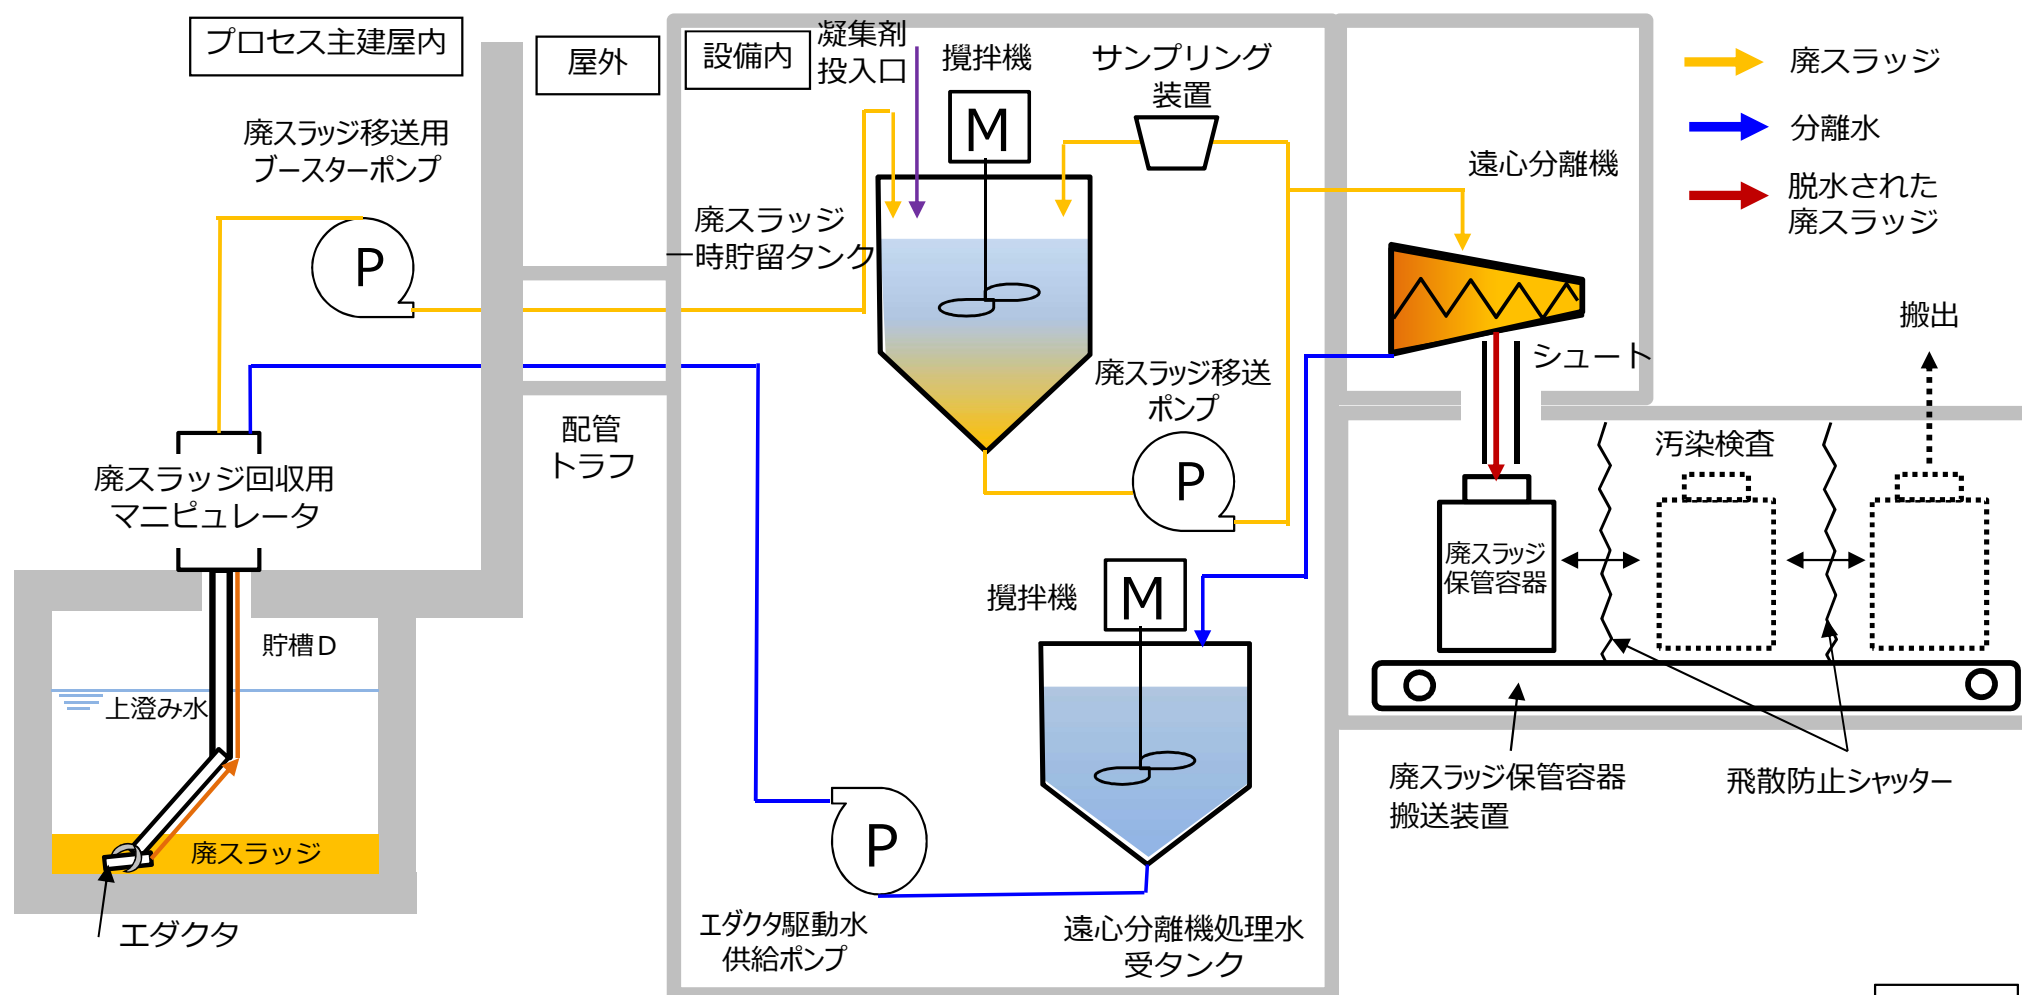 プロセス主建屋内
屋外
設備内
凝集剤
投入口
攪拌機
サンプリング
装置
廃スラッジ
分離水
脱水された
廃スラッジ
廃スラッジ移送用
ブースターポンプ
P
M
遠心分離機
廃スラッジ
一時貯留タンク
シュート
搬出
廃スラッジ移送
ポンプ
P
配管
トラフ
汚染検査
廃スラッジ回収用
マニピュレータ
廃スラッジ
保管容器
攪拌機
M
貯槽D
上澄み水
廃スラッジ
エダクタ
P
エダクタ駆動水
供給ポンプ
遠心分離機処理水
受タンク
廃スラッジ保管容器
搬送装置
飛散防止シャッター